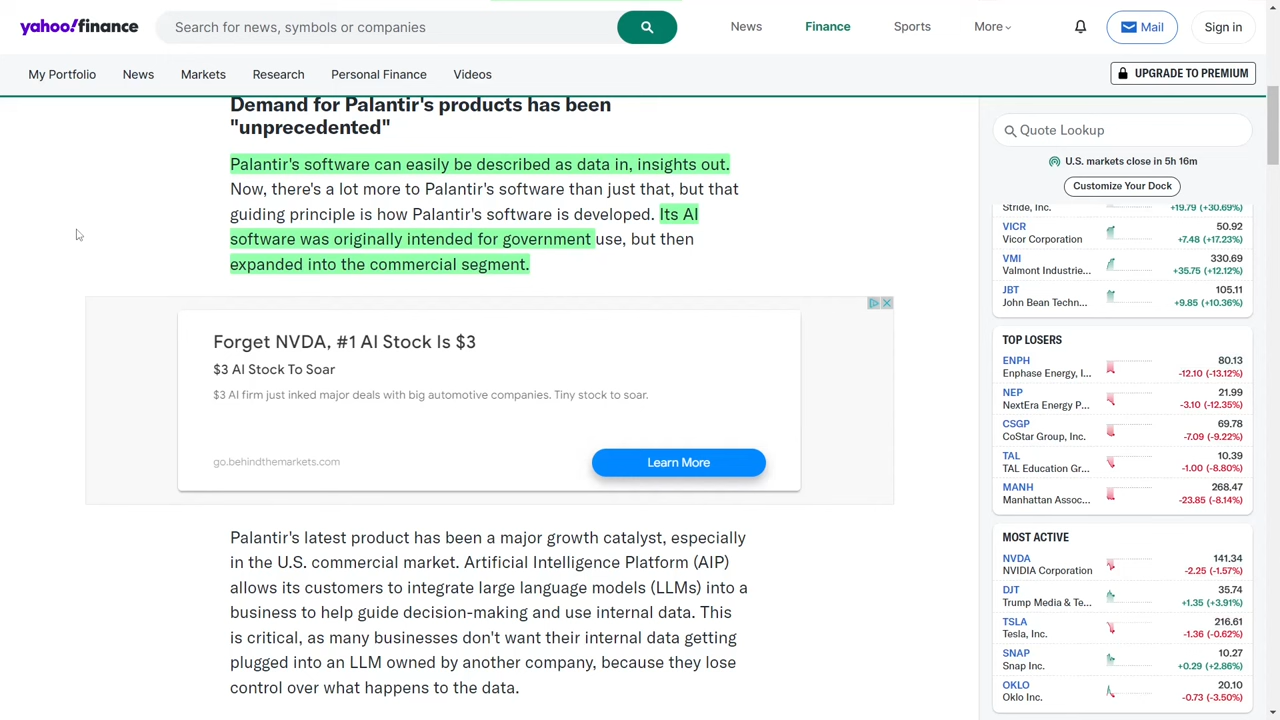 yahoo!finance
Search for news, symbols or companies
News
Finance
Sports
More
Mail
Sign in
My Portfolio
News
Markets
Research
Personal Finance
Videos
UPGRADE TO PREMIUM
Demand for Palantir's products has been
"unprecedented"
Palantir's software can easily be described as data in, insights out.
Now, there's a lot more to Palantir's software than just that, but that
guiding principle is how Palantir's software is developed. Its AI
software was originally intended for government use, but then
expanded into the commercial segment.
Forget NVDA, #1 AI Stock Is $3
$3 AI Stock To Soar
$3 AI firm just inked major deals with big automotive companies. Tiny stock to soar.
go.behindthemarkets.com
Learn More
Palantir's latest product has been a major growth catalyst, especially
in the U.S. commercial market. Artificial Intelligence Platform (AIP)
allows its customers to integrate large language models (LLMs) into a
business to help guide decision-making and use internal data. This
is critical, as many businesses don't want their internal data getting
plugged into an LLM owned by another company, because they lose
control over what happens to the data.
Quote Lookup
U.S. markets close in 5h 16m
Customize Your Dock
Stride, Inc. +19.79 (+30.69%)
VICR 50.92
Vicor Corporation +7.48 (+17.23%)
VMI 330.69
Valmont Industrie... +35.75 (+12.12%)
JBT 105.11
John Bean Techn... +9.85 (+10.36%)
TOP LOSERS
ENPH 80.13
Enphase Energy, I... -12.10 (-13.12%)
NEP 21.99
NextEra Energy P... -3.10 (-12.35%)
CSGP 69.78
CoStar Group, Inc. -7.09 (-9.22%)
TAL 10.39
TAL Education Gr... -1.00 (-8.80%)
MANH 268.47
Manhattan Assoc... -23.85 (-8.14%)
MOST ACTIVE
NVDA 141.34
NVIDIA Corporation -2.25 (-1.57%)
DJT 35.74
Trump Media & Te... +1.35 (+3.91%)
TSLA 216.61
Tesla, Inc. -1.36 (-0.62%)
SNAP 10.27
Snap Inc. +0.29 (+2.86%)
OKLO 20.10
Oklo Inc. -0.73 (-3.50%)